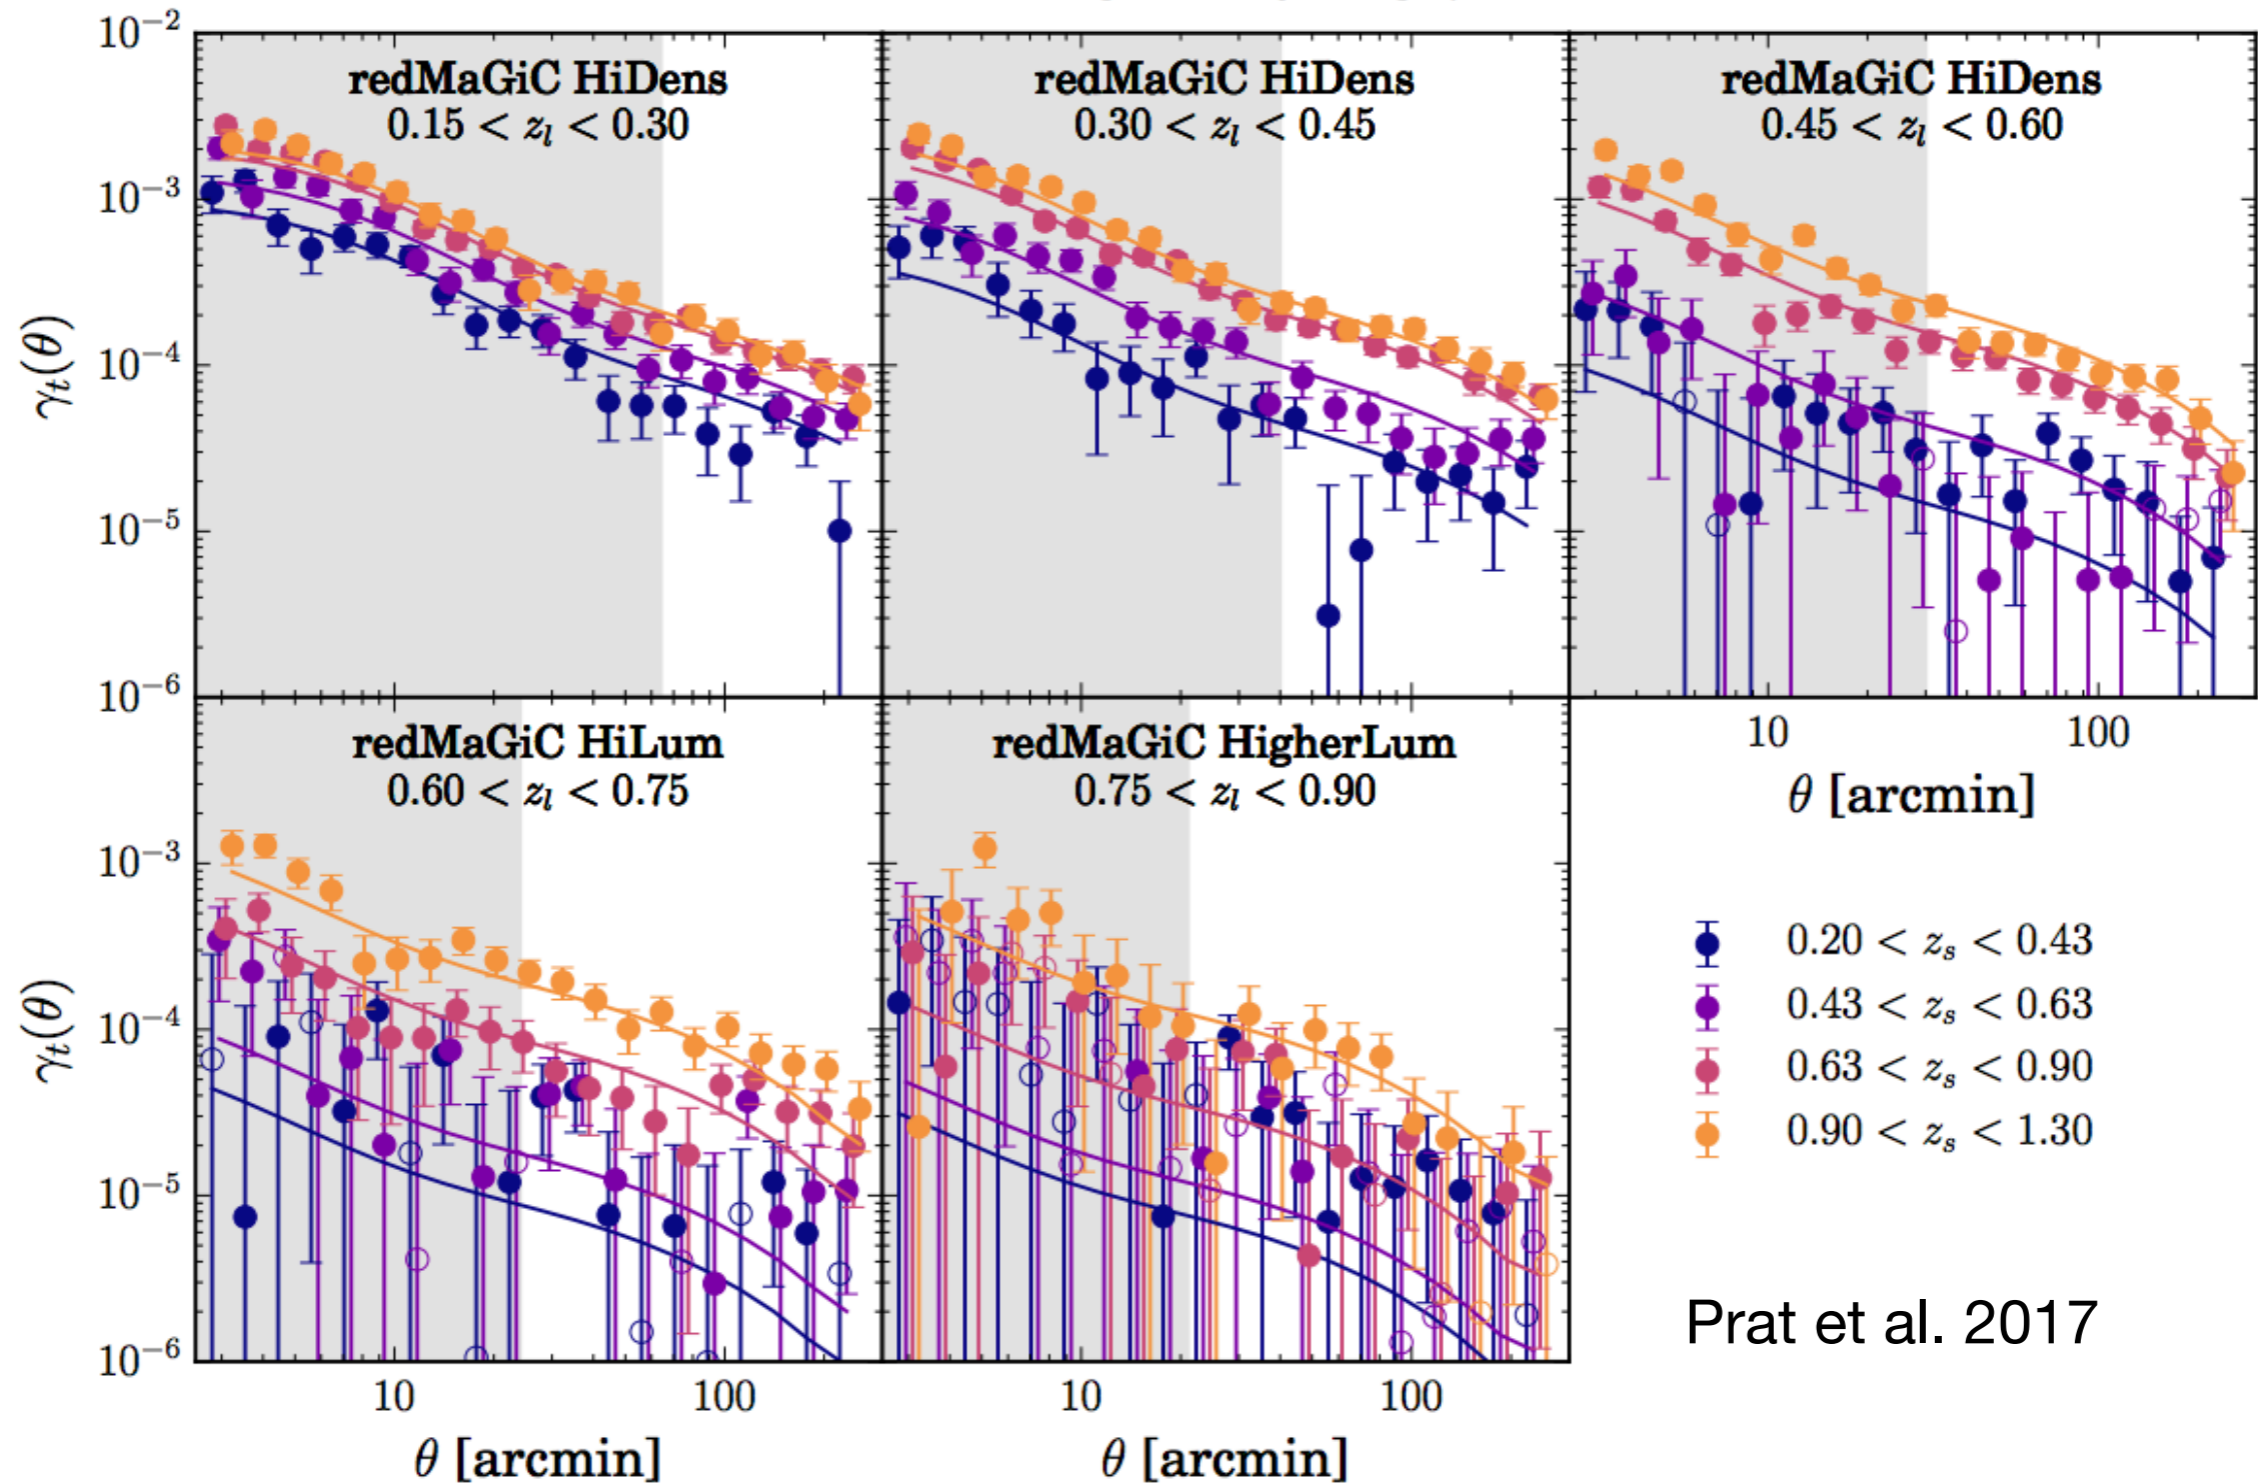 10⁻²
redMaGiC HiDens
0.15 < z_l < 0.30
redMaGiC HiDens
0.30 < z_l < 0.45
redMaGiC HiDens
0.45 < z_l < 0.60
10⁻³
γ_t(θ)
10⁻⁴
10⁻⁵
10⁻⁶
10 100
θ [arcmin]
redMaGiC HiLum
0.60 < z_l < 0.75
redMaGiC HigherLum
0.75 < z_l < 0.90
10⁻³
γ_t(θ)
10⁻⁴
10⁻⁵
10⁻⁶
0.20 < z_s < 0.43
0.43 < z_s < 0.63
0.63 < z_s < 0.90
0.90 < z_s < 1.30
Prat et al. 2017
10 100
10 100
θ [arcmin]
θ [arcmin]